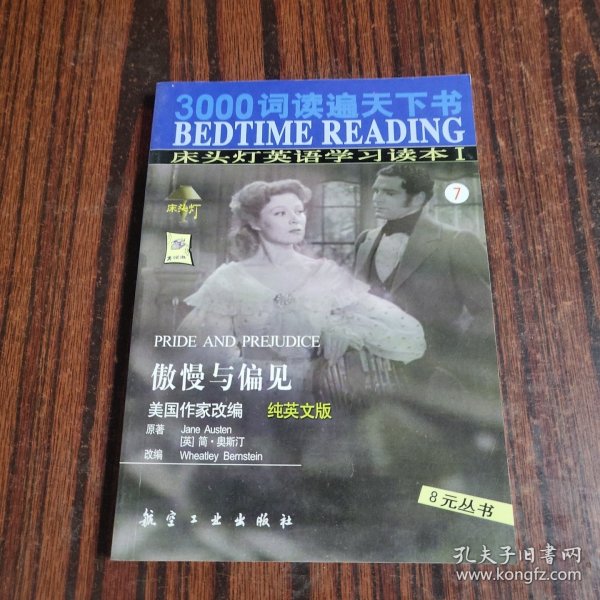 3000词读遍天下书
BEDTIME READING
床头灯英语学习读本I
7
床头灯
PRIDE AND PREJUDICE
傲慢与偏见
美国作家改编 纯英文版
原著 Jane Austen
[英] 简·奥斯汀
改编 Wheatley Bernstein
8元丛书
航空工业出版社
孔夫子旧书网
www.kongfz.com